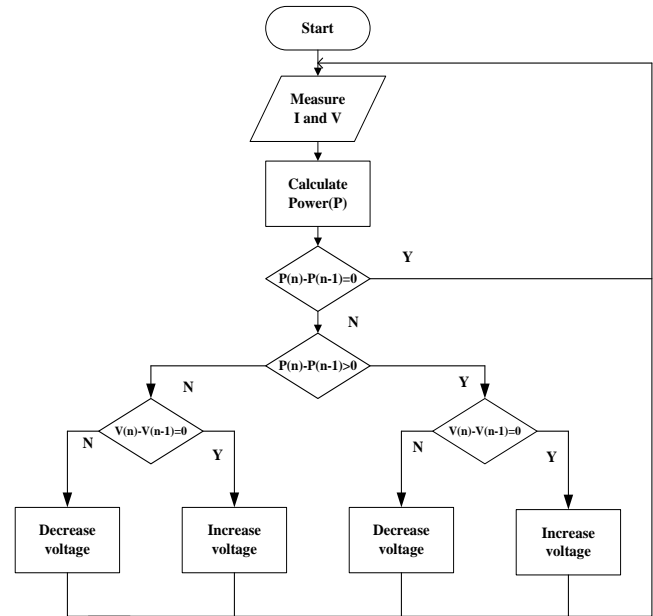 Start
Measure
I and V
Calculate
Power(P)
P(n)-P(n-1)=0
Y
N
P(n)-P(n-1)>0
N
Y
V(n)-V(n-1)=0
N
Y
V(n)-V(n-1)=0
N
Y
Decrease
voltage
Increase
voltage
Decrease
voltage
Increase
voltage